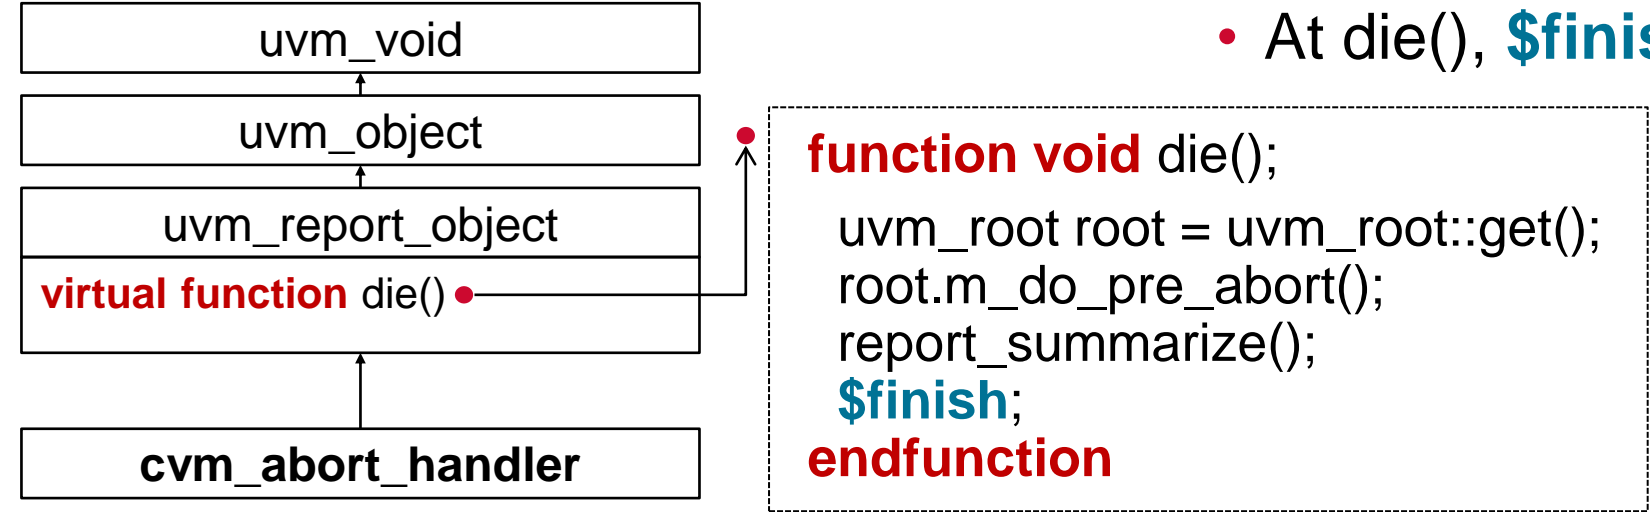 uvm_void
uvm_object
uvm_report_object
virtual function die()
cvm_abort_handler
• At die(),
function void die();
uvm_root root = uvm_root::get();
root.m_do_pre_abort();
report_summarize();
$finish;
endfunction